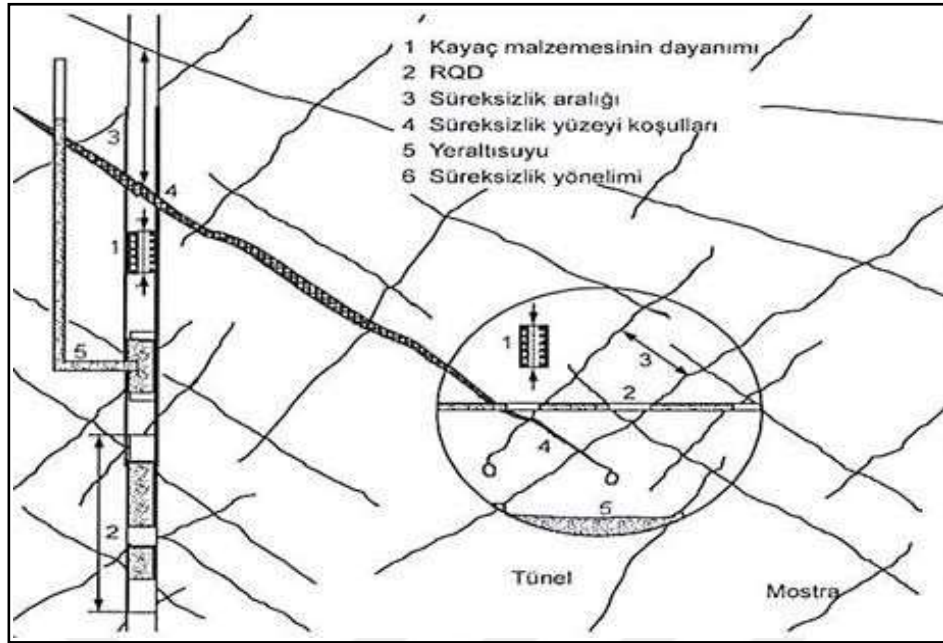 1 Kayaç malzemesinin dayanımı
2 RQD
3 Süreksizlik aralığı
4 Süreksizlik yüzeyi koşulları
5 Yeraltısuyu
6 Süreksizlik yönelimi
3
4
1
5
2
1
3
2
4
5
Tünel
Mostra